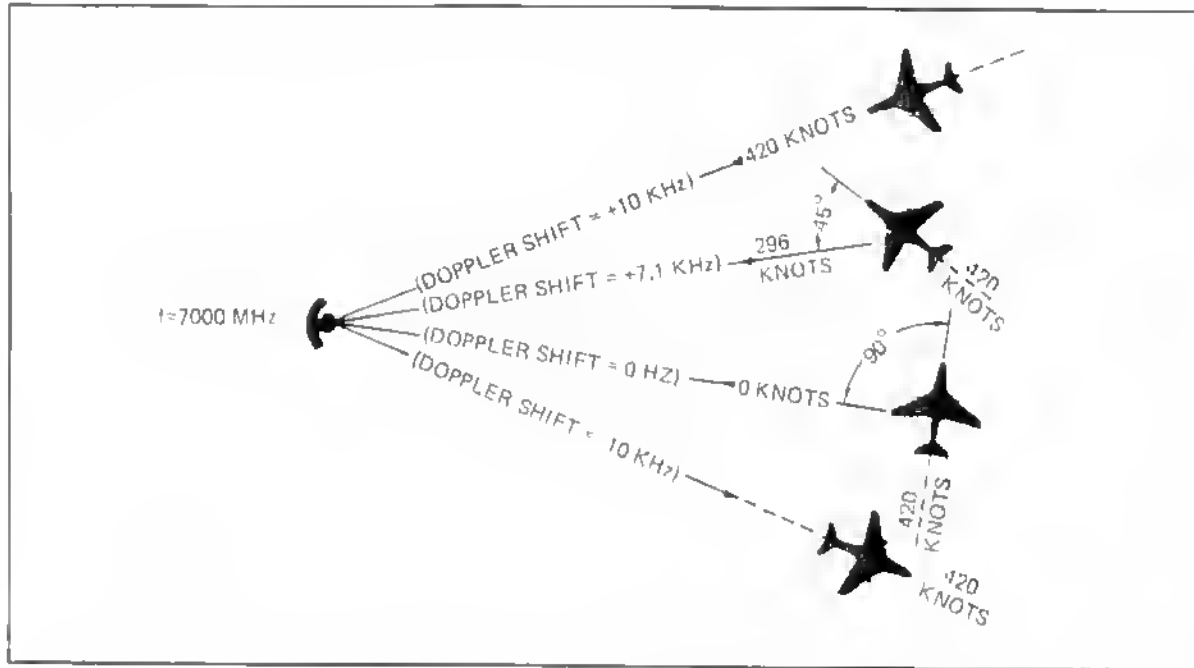 (DOPPLER SHIFT = +10 KHz) 420 KNOTS
45°
(DOPPLER SHIFT = +7.1 KHz) 296 KNOTS
420 KNOTS
f=7000 MHz
90°
(DOPPLER SHIFT = 0 HZ) 0 KNOTS
(DOPPLER SHIFT = 10 KHz)
420 KNOTS
420 KNOTS